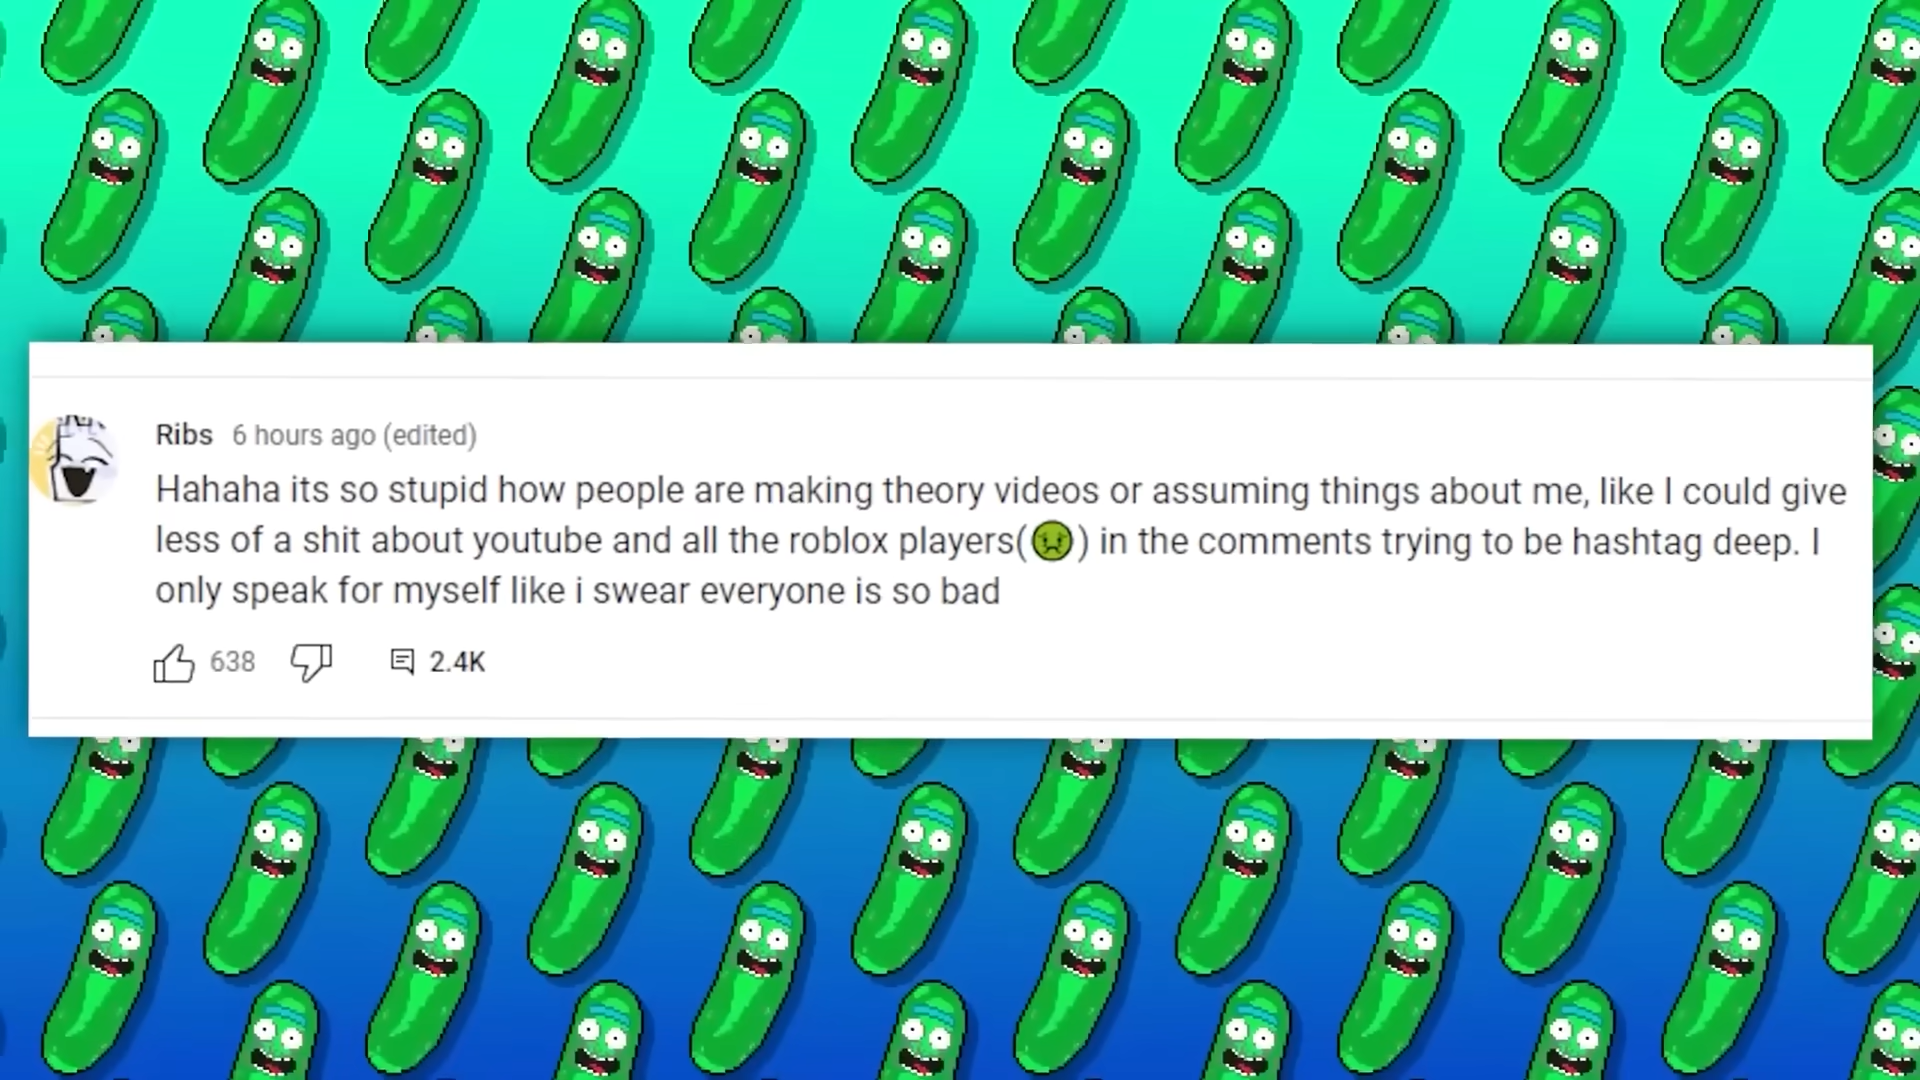 Ribs 6 hours ago (edited)
Hahaha its so stupid how people are making theory videos or assuming things about me, like I could give
less of a shit about youtube and all the roblox players(🤢) in the comments trying to be hashtag deep. I
only speak for myself like i swear everyone is so bad
638 2.4K